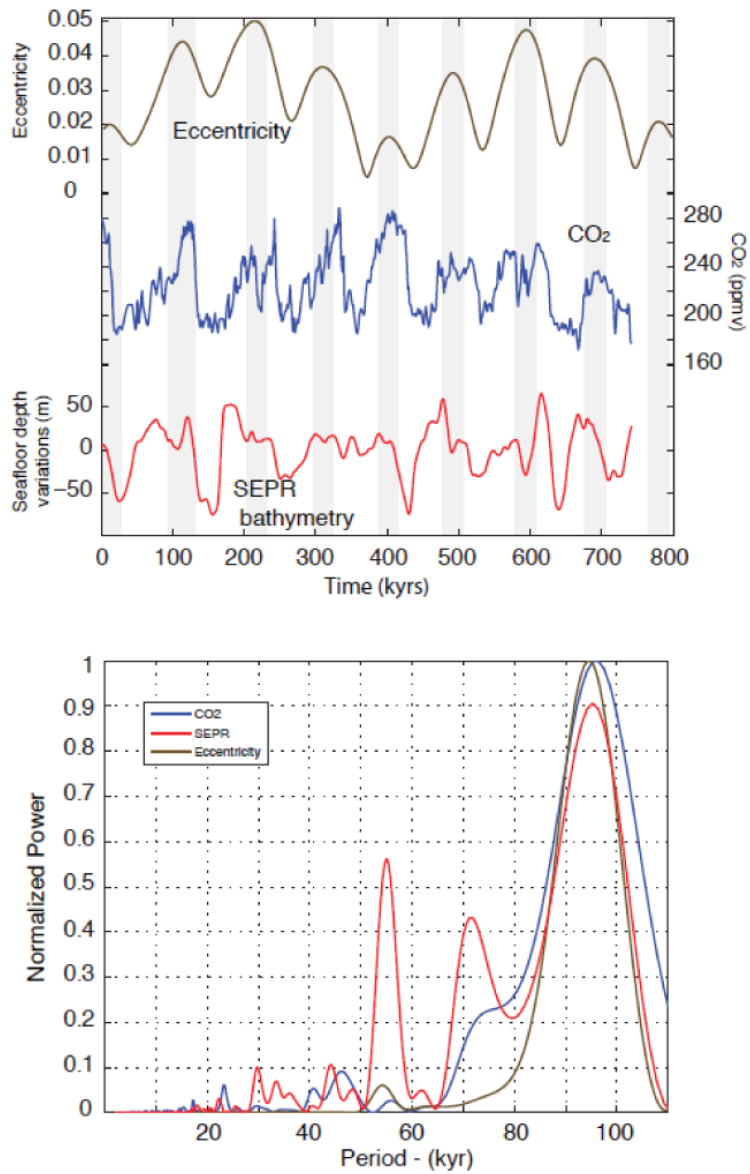 0.05
0.04
0.03
0.02
0.01
0
Eccentricity
Eccentricity
280
240
200
160
CO₂ (ppmv)
CO₂
50
0
−50
Seafloor depth
variations (m)
SEPR
bathymetry
0 100 200 300 400 500 600 700 800
Time (kyrs)
1
0.9
0.8
0.7
0.6
0.5
0.4
0.3
0.2
0.1
0
Normalized Power
CO2
SEPR
Eccentricity
20 40 60 80 100
Period - (kyr)